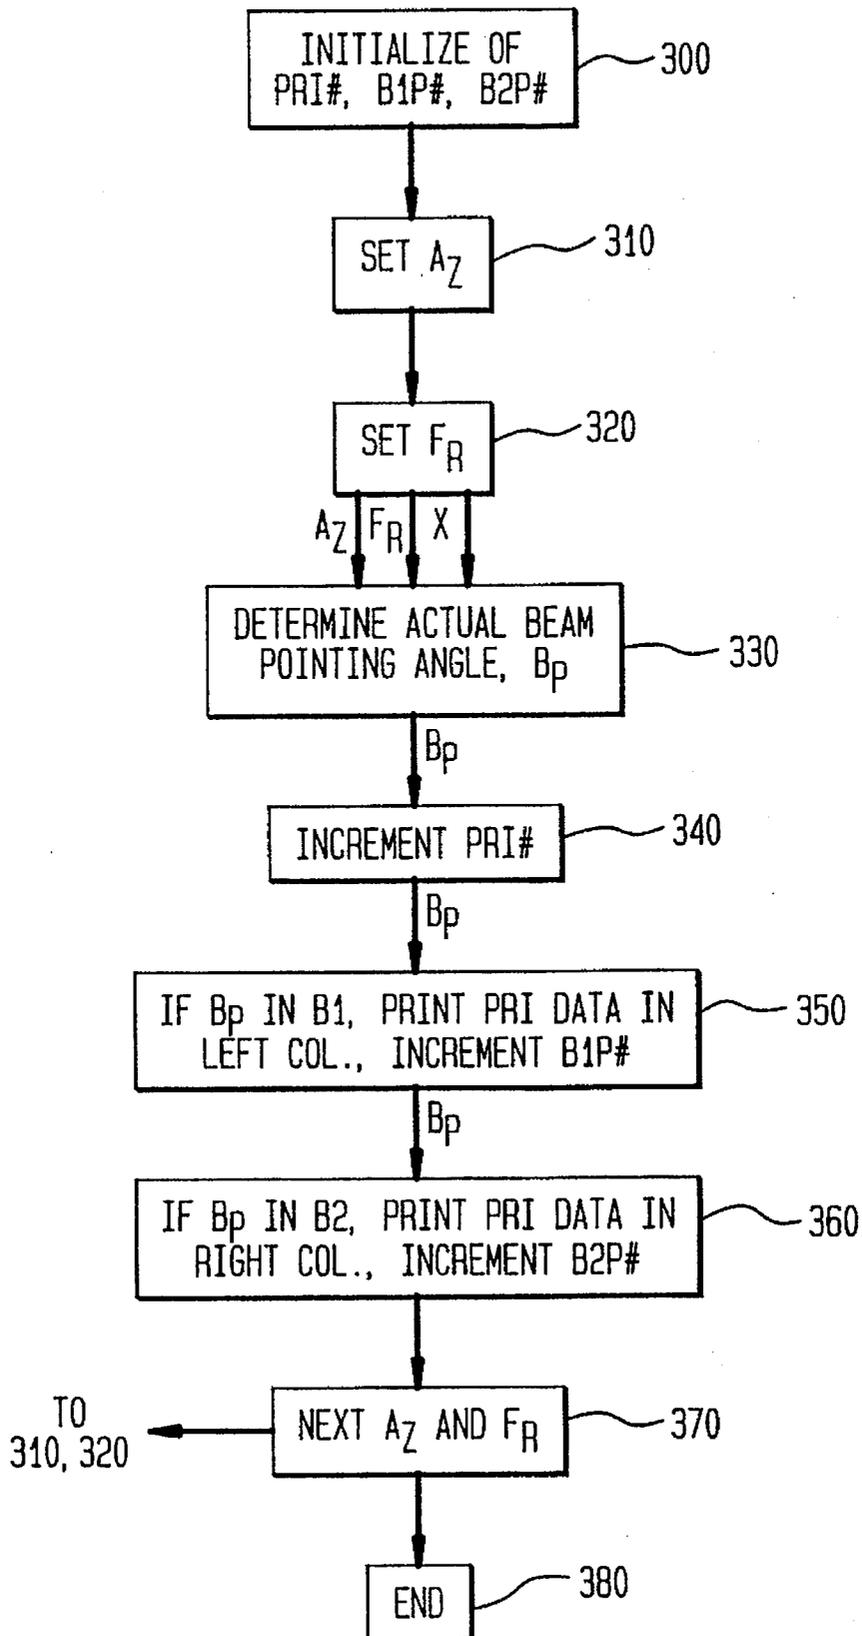 INITIALIZE OF
PRI#, B1P#, B2P#
300
SET AZ
310
SET FR
320
AZ FR X
DETERMINE ACTUAL BEAM
POINTING ANGLE, Bp
330
Bp
INCREMENT PRI#
340
Bp
IF Bp IN B1, PRINT PRI DATA IN
LEFT COL., INCREMENT B1P#
350
Bp
IF Bp IN B2, PRINT PRI DATA IN
RIGHT COL., INCREMENT B2P#
360
TO
310, 320
NEXT AZ AND FR
370
END
380